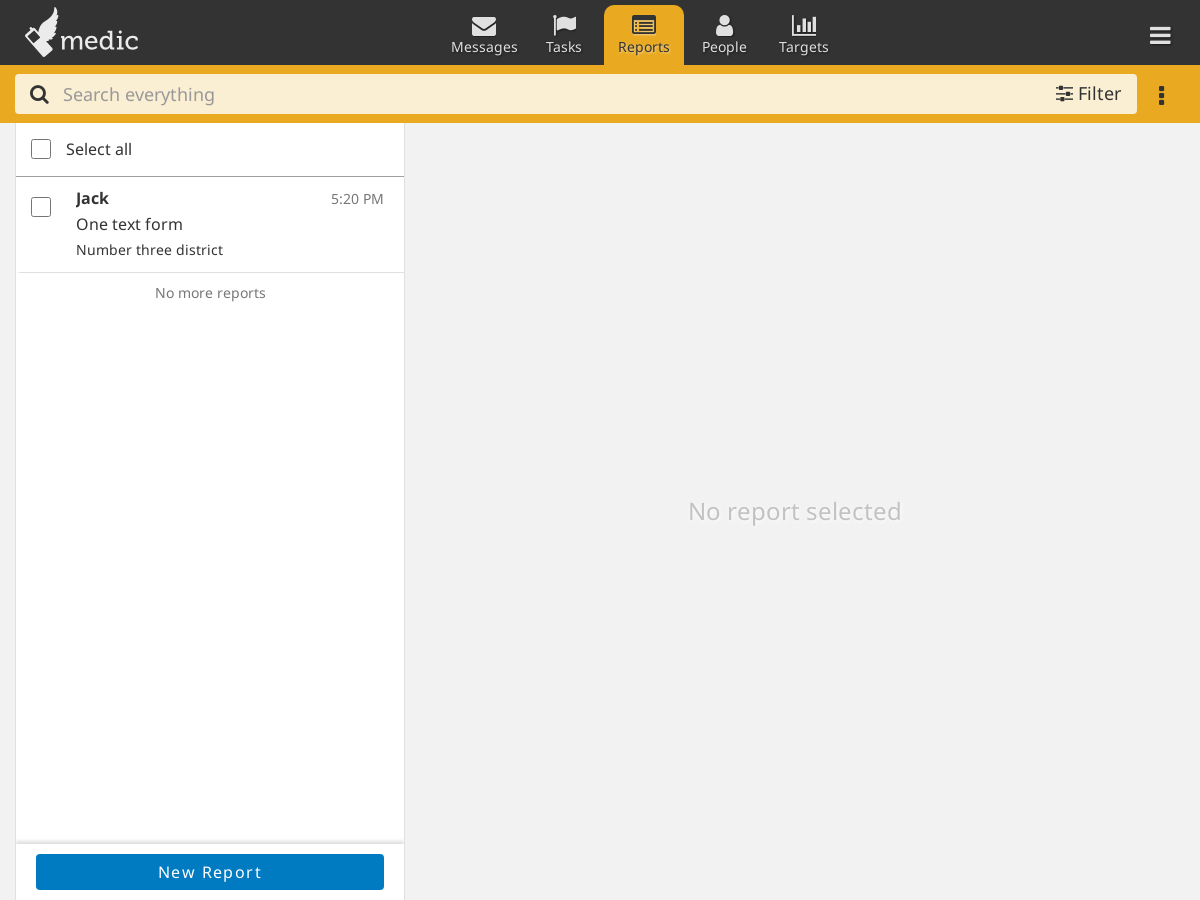 medic
Messages
Tasks
Reports
People
Targets
Search everything
Filter
Select all
Jack
5:20 PM
One text form
Number three district
No more reports
No report selected
New Report